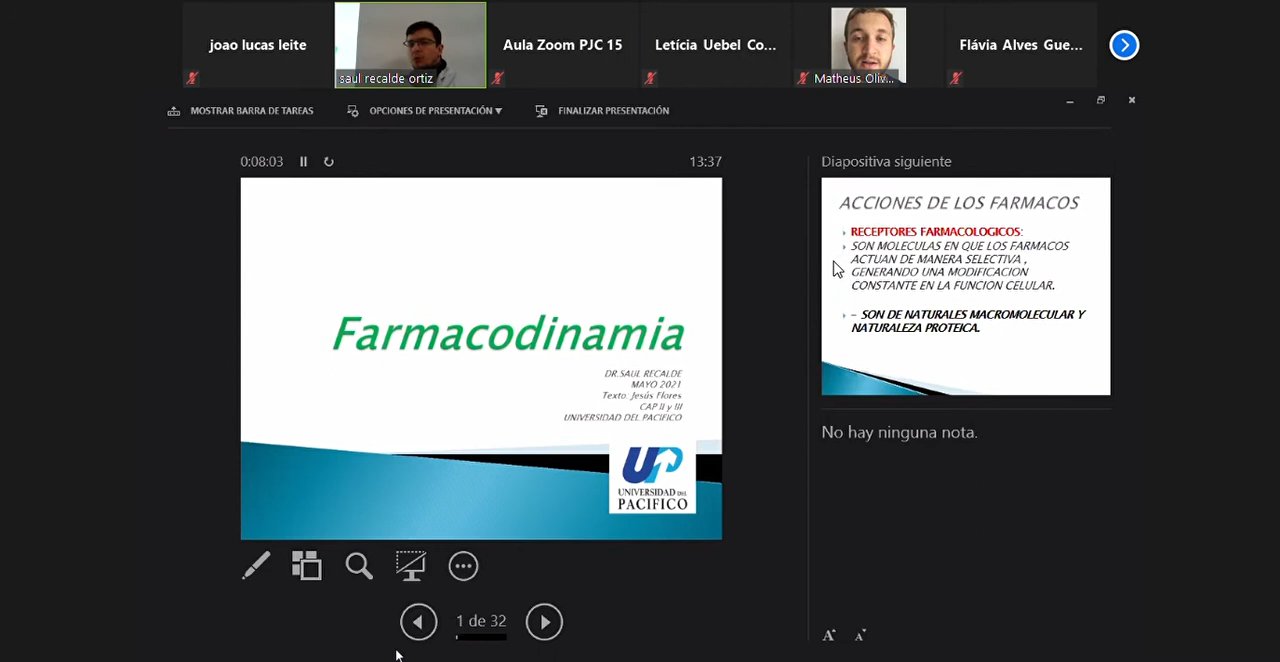 joao lucas leite
saul recalde ortiz
Aula Zoom PJC 15
Letícia Uebel Co...
Matheus Oliv...
Flávia Alves Gue...
MOSTRAR BARRA DE TAREAS
OPCIONES DE PRESENTACIÓN
FINALIZAR PRESENTACIÓN
0:08:03
13:37
Farmacodinamia
DR.SAUL RECALDE
MAYO 2021
Texto: Jesús Flores
CAP II y III
UNIVERSIDAD DEL PACIFICO
UP
UNIVERSIDAD DEL
PACIFICO
Diapositiva siguiente
ACCIONES DE LOS FARMACOS
RECEPTORES FARMACOLOGICOS:
SON MOLECULAS EN QUE LOS FARMACOS
ACTUAN DE MANERA SELECTIVA ,
GENERANDO UNA MODIFICACION
CONSTANTE EN LA FUNCION CELULAR.
- SON DE NATURALES MACROMOLECULAR Y
NATURALEZA PROTEICA.
No hay ninguna nota.
1 de 32
A A